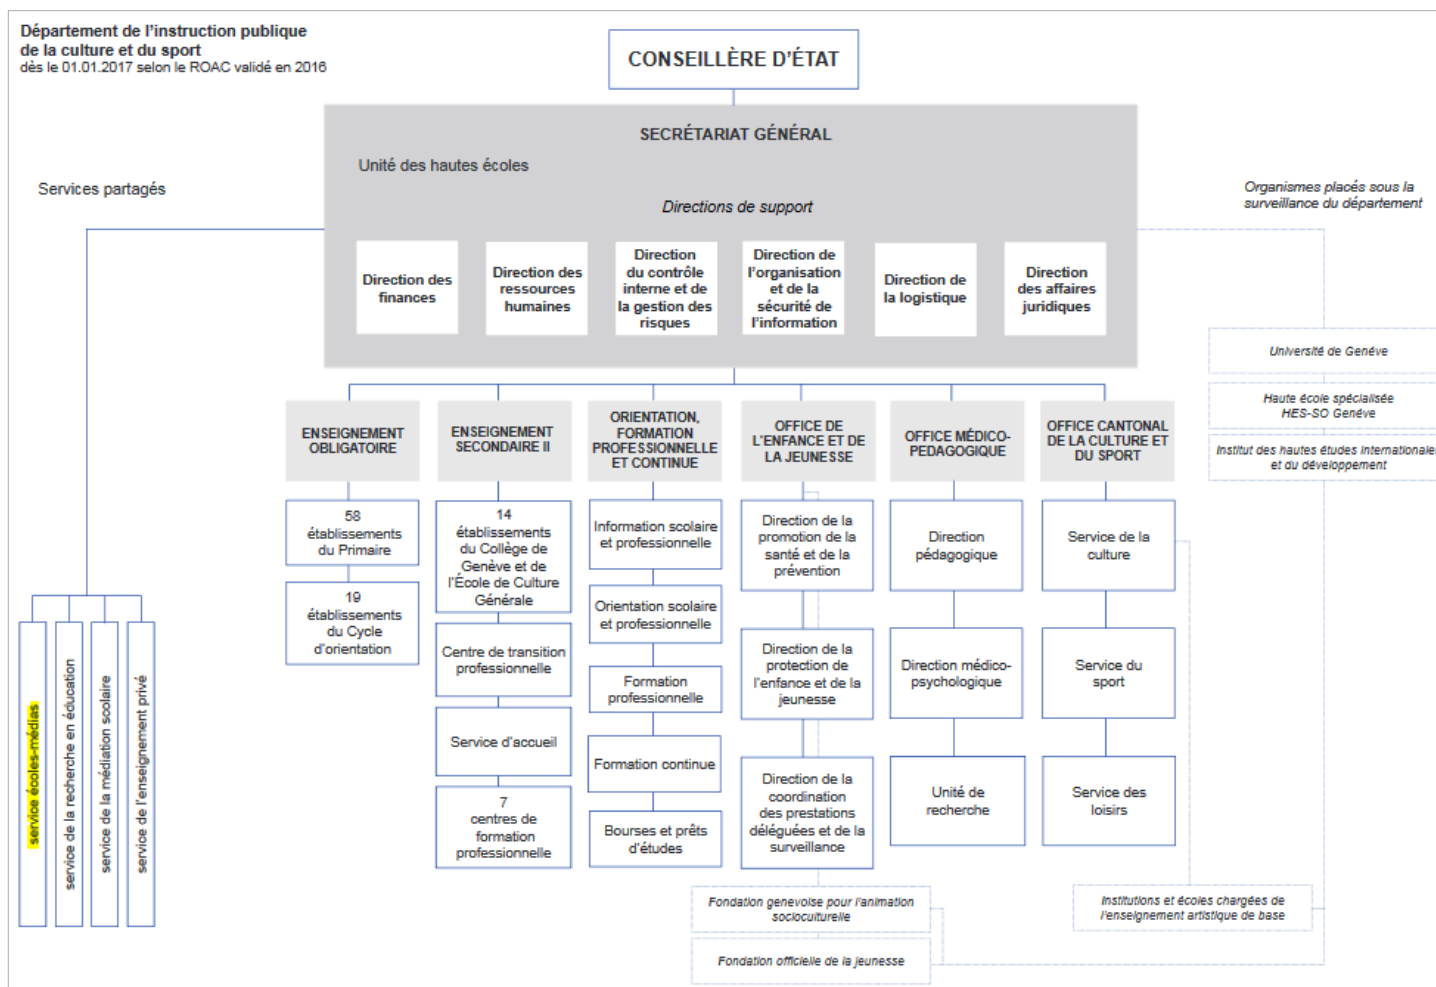 Département de l'instruction publique
de la culture et du sport
dès le 01.01.2017 selon le ROAC validé en 2016
CONSEILLÈRE D'ÉTAT
SECRÉTARIAT GÉNÉRAL
Unité des hautes écoles
Services partagés
Directions de support
Organismes placés sous la
surveillance du département
Direction des
finances
Direction des
ressources
humaines
Direction
du contrôle
interne et de
la gestion des
risques
Direction de
l'organisation
et de la
sécurité de
l'information
Direction de
la logistique
Direction
des affaires
juridiques
Université de Genève
Haute école spécialisée
HES-SO Genève
Institut des hautes études internationale
et du développement
ENSEIGNEMENT
OBLIGATOIRE
ENSEIGNEMENT
SECONDAIRE II
ORIENTATION,
FORMATION
PROFESSIONNELLE
ET CONTINUE
OFFICE DE
L'ENFANCE ET DE
LA JEUNESSE
OFFICE MÉDICO-
PEDAGOGIQUE
OFFICE CANTONAL
DE LA CULTURE ET
DU SPORT
58
établissements
du Primaire
19
établissements
du Cycle
d'orientation
14
établissements
du Collège de
Genève et de
l'École de Culture
Générale
Centre de transition
professionnelle
Service d'accueil
7
centres de
formation
professionnelle
Information scolaire
et professionnelle
Orientation scolaire
et professionnelle
Formation
professionnelle
Formation continue
Bourses et prêts
d'études
Direction de la
promotion de la
santé et de la
prévention
Direction de la
protection de
l'enfance et de la
jeunesse
Direction de la
coordination
des prestations
déléguées et de la
surveillance
Direction
pédagogique
Direction médico-
psychologique
Unité de
recherche
Service de la
culture
Service du
sport
Service des
loisirs
service écoles-médias
service de la recherche en éducation
service de la médiation scolaire
service de l'enseignement privé
Fondation genevoise pour l'animation
socioculturelle
Fondation officielle de la jeunesse
Institutions et écoles chargées de
l'enseignement artistique de base